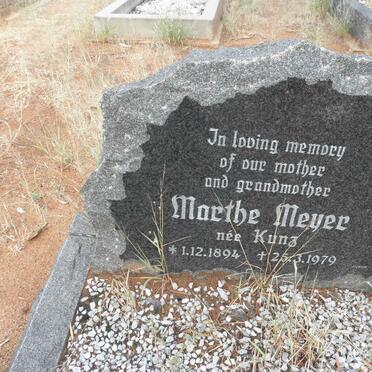 In loving memory
of our mother
and grandmother
Marthe Meyer
née Kunz
* 1.12.1894 + 25.3.1979